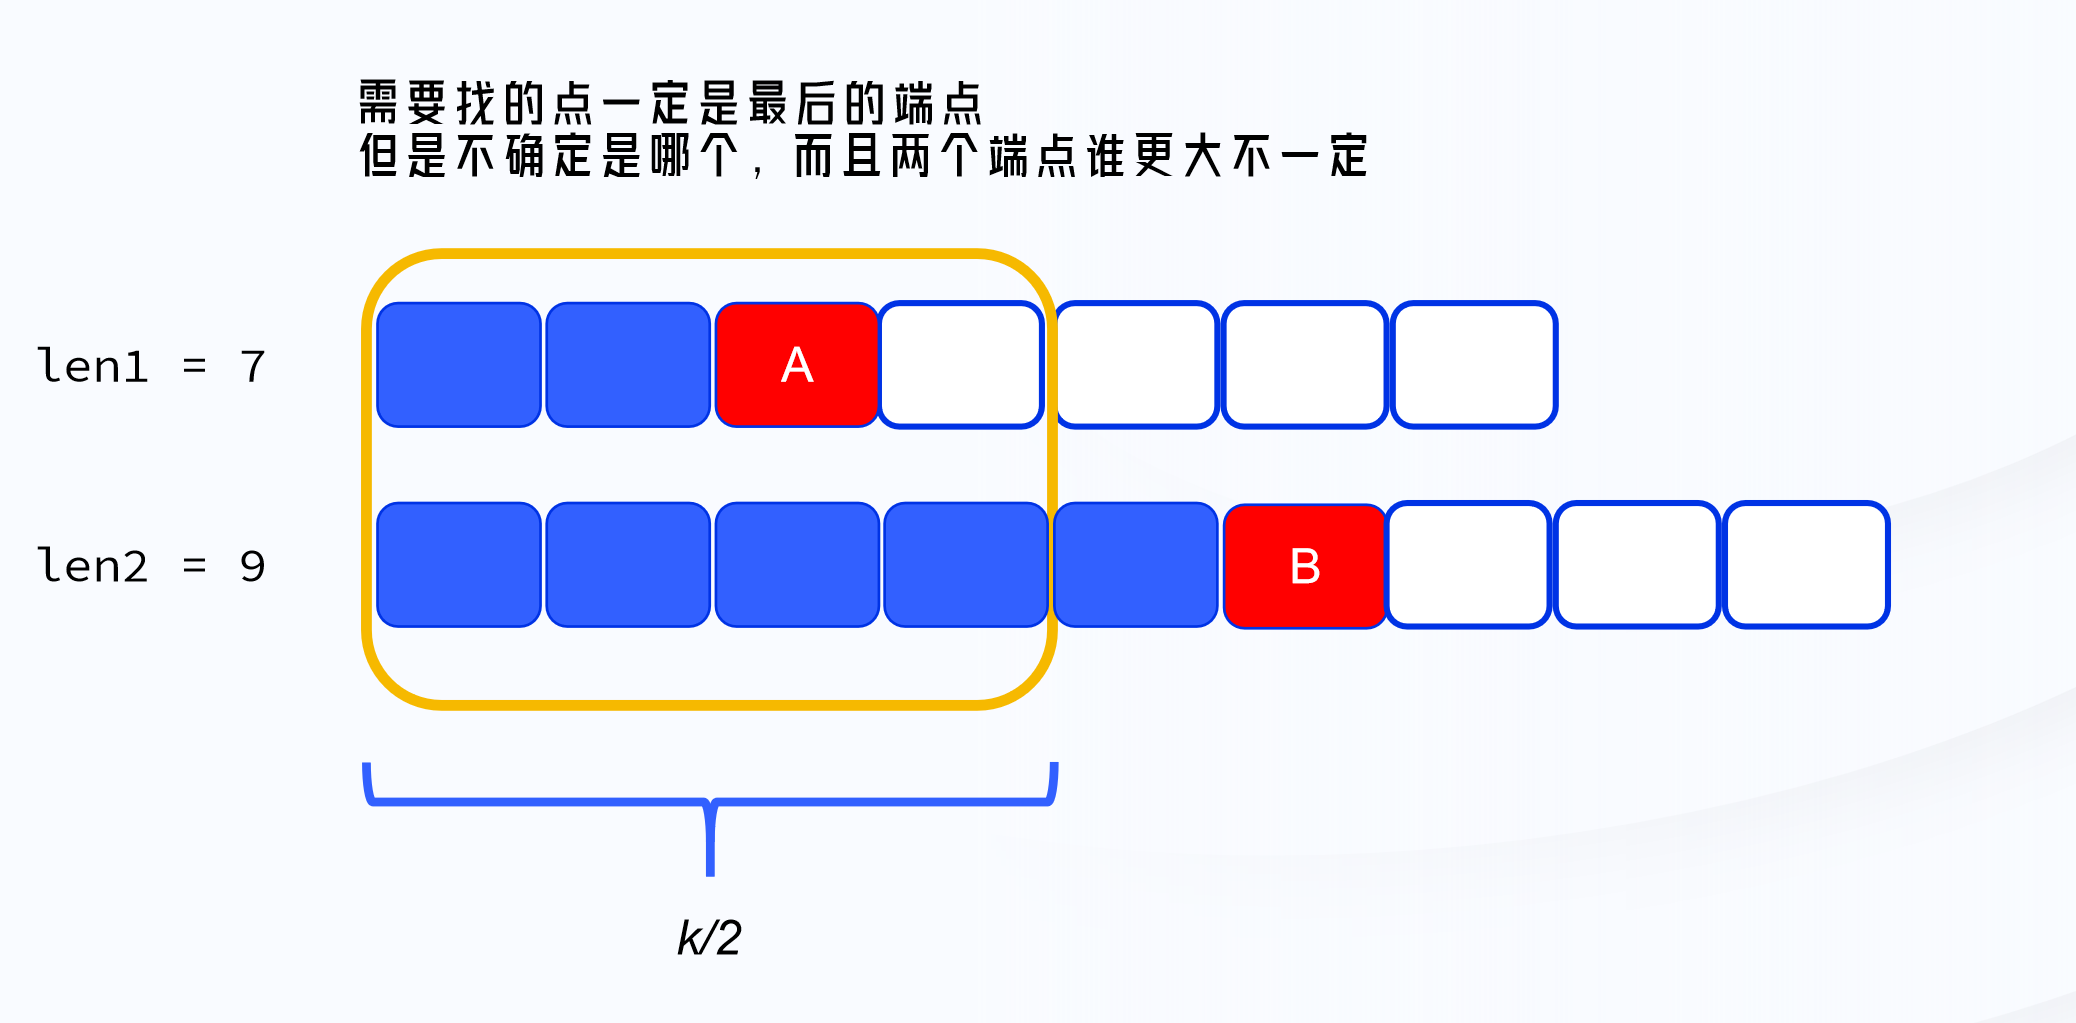 需要找的点一定是最后的端点
但是不确定是哪个，而且两个端点谁更大不一定
len1 = 7
A
len2 = 9
B
k/2